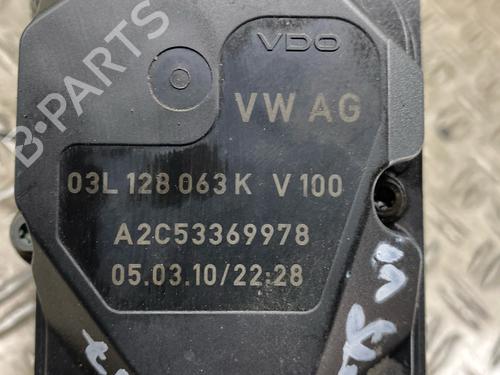 VDO
VW AG
03L 128 063 K V 100
A2C53369978
05.03.10/22:28
B-PARTS